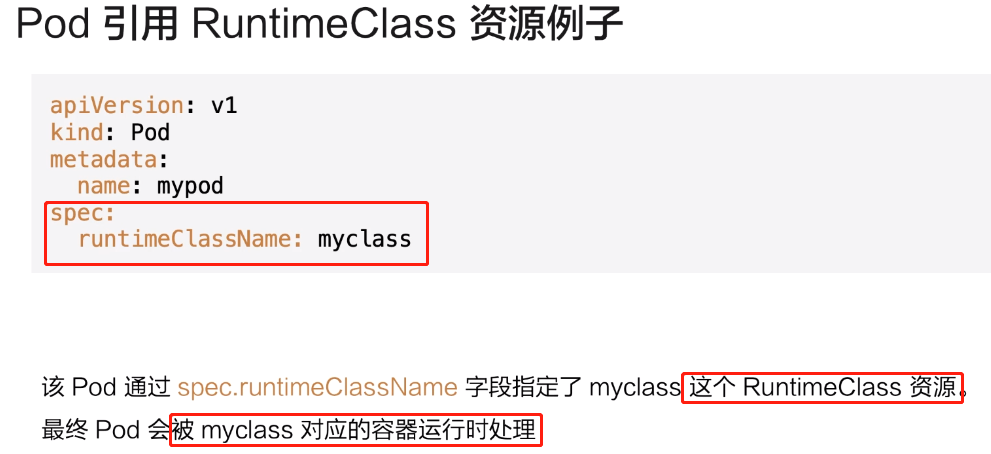 Pod 引用 RuntimeClass 资源例子
apiVersion: v1
kind: Pod
metadata:
  name: mypod
spec:
  runtimeClassName: myclass
该 Pod 通过 spec.runtimeClassName 字段指定了 myclass 这个 RuntimeClass 资源。
最终 Pod 会被 myclass 对应的容器运行时处理